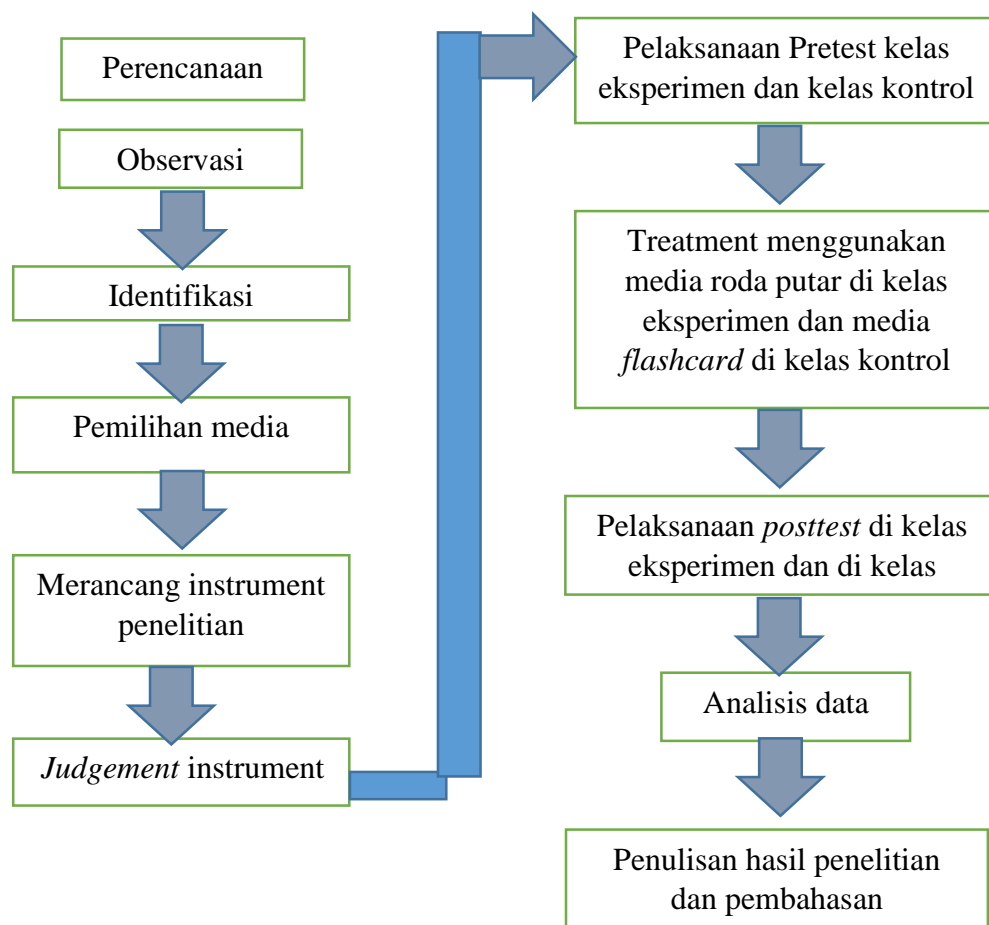 Perencanaan
Observasi
Identifikasi
Pemilihan media
Merancang instrument
penelitian
Judgement instrument
Pelaksanaan Pretest kelas
eksperimen dan kelas kontrol
Treatment menggunakan
media roda putar di kelas
eksperimen dan media
flashcard di kelas kontrol
Pelaksanaan posttest di kelas
eksperimen dan di kelas
Analisis data
Penulisan hasil penelitian
dan pembahasan